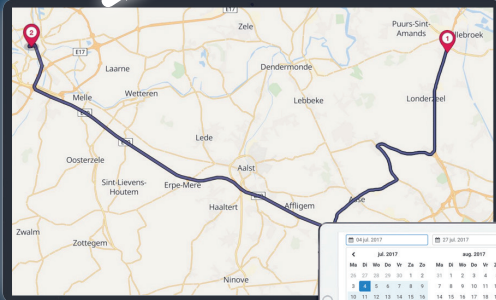 E17
2
Zele
Puurs-Sint-
Amands
1
llebroek
E17
Laarne
Dendermonde
Melle
Wetteren
Lebbeke
Londerzeel
Lede
Oosterzele
Aalst
Sint-Lievens-
Houtem
Erpe-Mere
Haaltert
Affligem
Asse
Zwalm
Zottegem
Ninove
04 jul. 2017
27 jul. 2017
jul. 2017
aug. 2017
Ma Di Wo Do Vr Za Zo
Ma Di Wo Do Vr Z
26 27 28 29 30 1 2
31 1 2 3 4
3 4 5 6 7 8 9
7 8 9 10 11
10 11 12 13 14 15 16
14 15 16 17 18